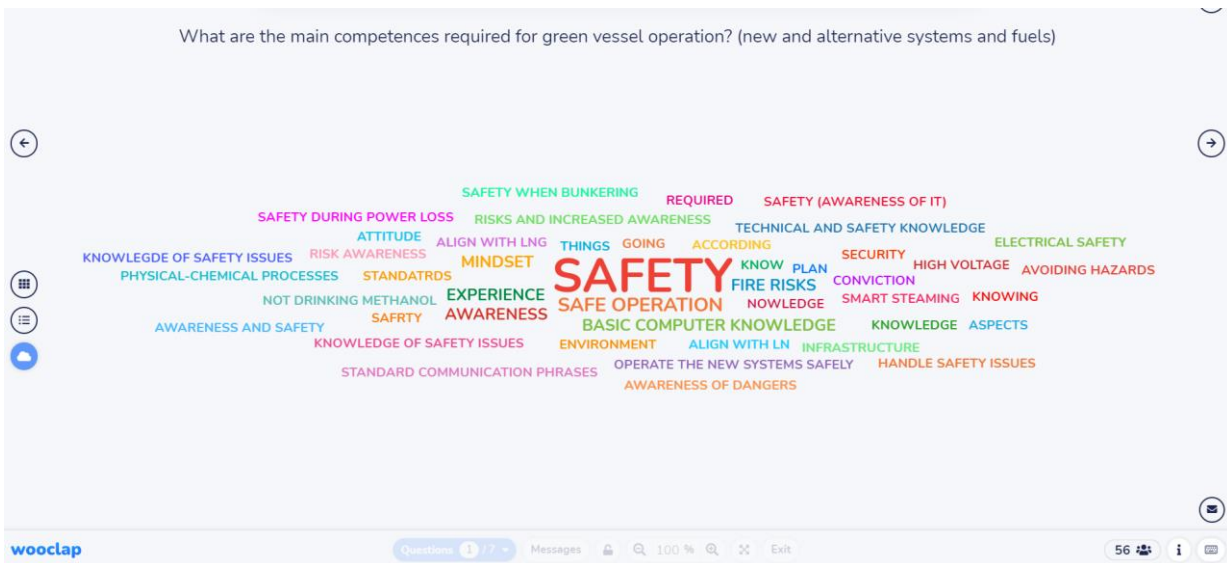 What are the main competences required for green vessel operation? (new and alternative systems and fuels)
SAFETY WHEN BUNKERING
REQUIRED
SAFETY (AWARENESS OF IT)
SAFETY DURING POWER LOSS
RISKS AND INCREASED AWARENESS
TECHNICAL AND SAFETY KNOWLEDGE
ATTITUDE
ALIGN WITH LNG
THINGS
GOING
ACCORDING
ELECTRICAL SAFETY
KNOWLEGDE OF SAFETY ISSUES
RISK AWARENESS
MINDSET
SAFETY
KNOW
PLAN
SECURITY
HIGH VOLTAGE
AVOIDING HAZARDS
PHYSICAL-CHEMICAL PROCESSES
STANDATRDS
FIRE RISKS
CONVICTION
NOT DRINKING METHANOL
EXPERIENCE
SAFE OPERATION
NOWLEDGE
SMART STEAMING
KNOWING
SAFRTY
AWARENESS
AWARENESS AND SAFETY
BASIC COMPUTER KNOWLEDGE
KNOWLEDGE
ASPECTS
KNOWLEDGE OF SAFETY ISSUES
ENVIRONMENT
ALIGN WITH LN
INFRASTRUCTURE
STANDARD COMMUNICATION PHRASES
OPERATE THE NEW SYSTEMS SAFELY
HANDLE SAFETY ISSUES
AWARENESS OF DANGERS
wooclap
Questions 1 / 7
Messages
100 %
Exit
56
i